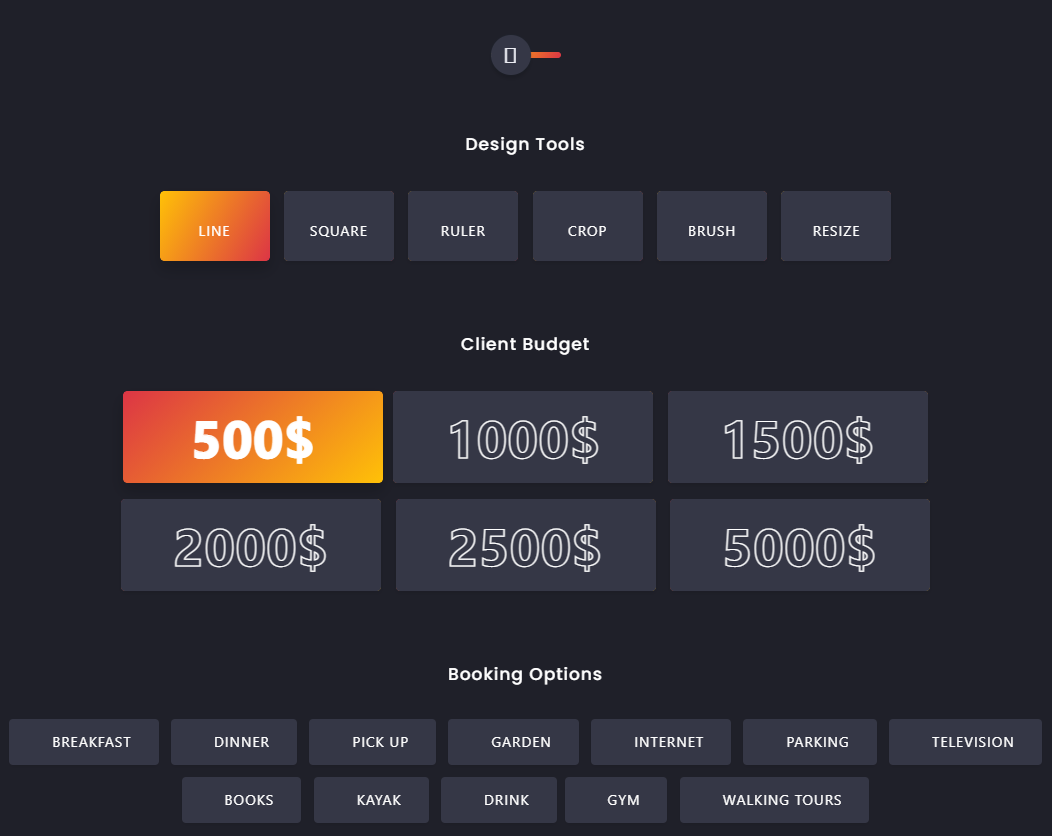 Design Tools
LINE SQUARE RULER CROP BRUSH RESIZE
Client Budget
500$ 1000$ 1500$
2000$ 2500$ 5000$
Booking Options
BREAKFAST DINNER PICK UP GARDEN INTERNET PARKING TELEVISION
BOOKS KAYAK DRINK GYM WALKING TOURS